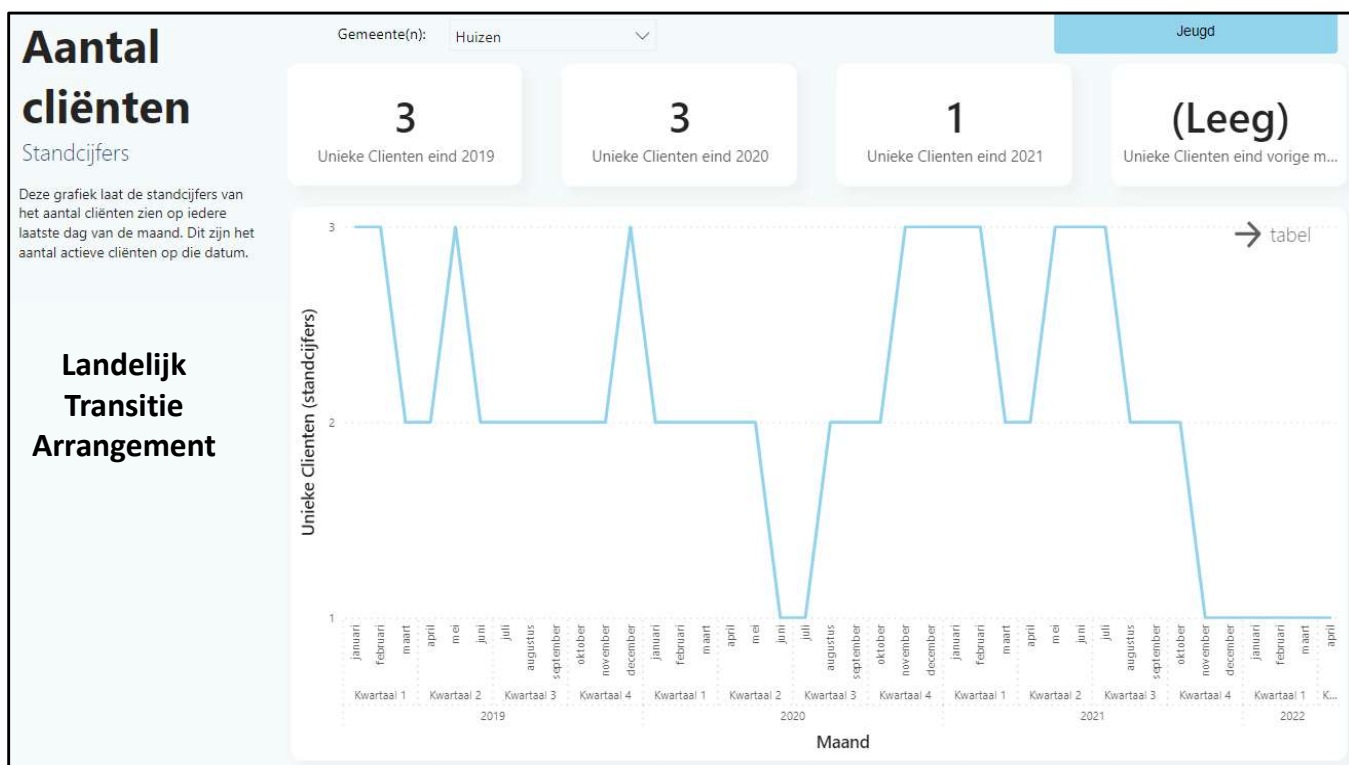 Aantal
cliënten
Standcijfers
Deze grafiek laat de standcijfers van
het aantal cliënten zien op iedere
laatste dag van de maand. Dit zijn het
aantal actieve cliënten op die datum.
Landelijk
Transitie
Arrangement
Gemeente(n): Huizen
Jeugd
3
Unieke Clienten eind 2019
3
Unieke Clienten eind 2020
1
Unieke Clienten eind 2021
(Leeg)
Unieke Clienten eind vorige m...
tabel
Unieke Clienten (standcijfers)
3
2
1
januari februari maart april mei juni juli augustus september oktober november december januari februari maart april mei juni juli augustus september oktober november december januari februari maart april mei juni juli augustus september oktober november december januari februari maart april
Kwartaal 1 Kwartaal 2 Kwartaal 3 Kwartaal 4 Kwartaal 1 Kwartaal 2 Kwartaal 3 Kwartaal 4 Kwartaal 1 Kwartaal 2 Kwartaal 3 Kwartaal 4 Kwartaal 1 K...
2019 2020 2021 2022
Maand